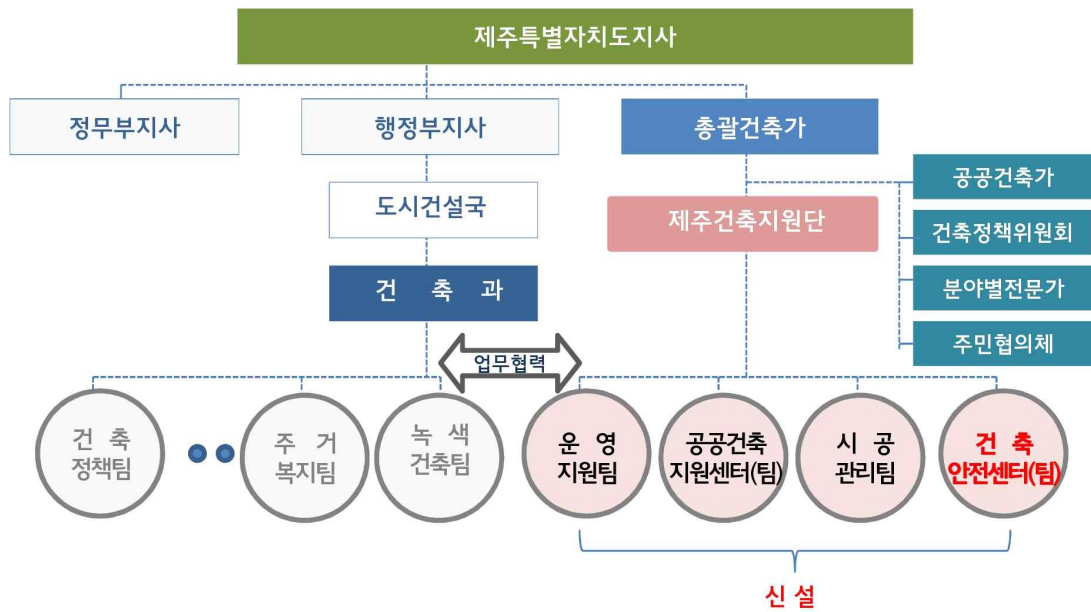 제주특별자치도지사
정무부지사
행정부지사
총괄건축가
도시건설국
제주건축지원단
공공건축가
건축정책위원회
분야별전문가
주민협의체
건 축 과
업무협력
건 축
정책팀
주 거
복지팀
녹 색
건축팀
운 영
지원팀
공공건축
지원센터(팀)
시 공
관리팀
건 축
안전센터(팀)
신 설